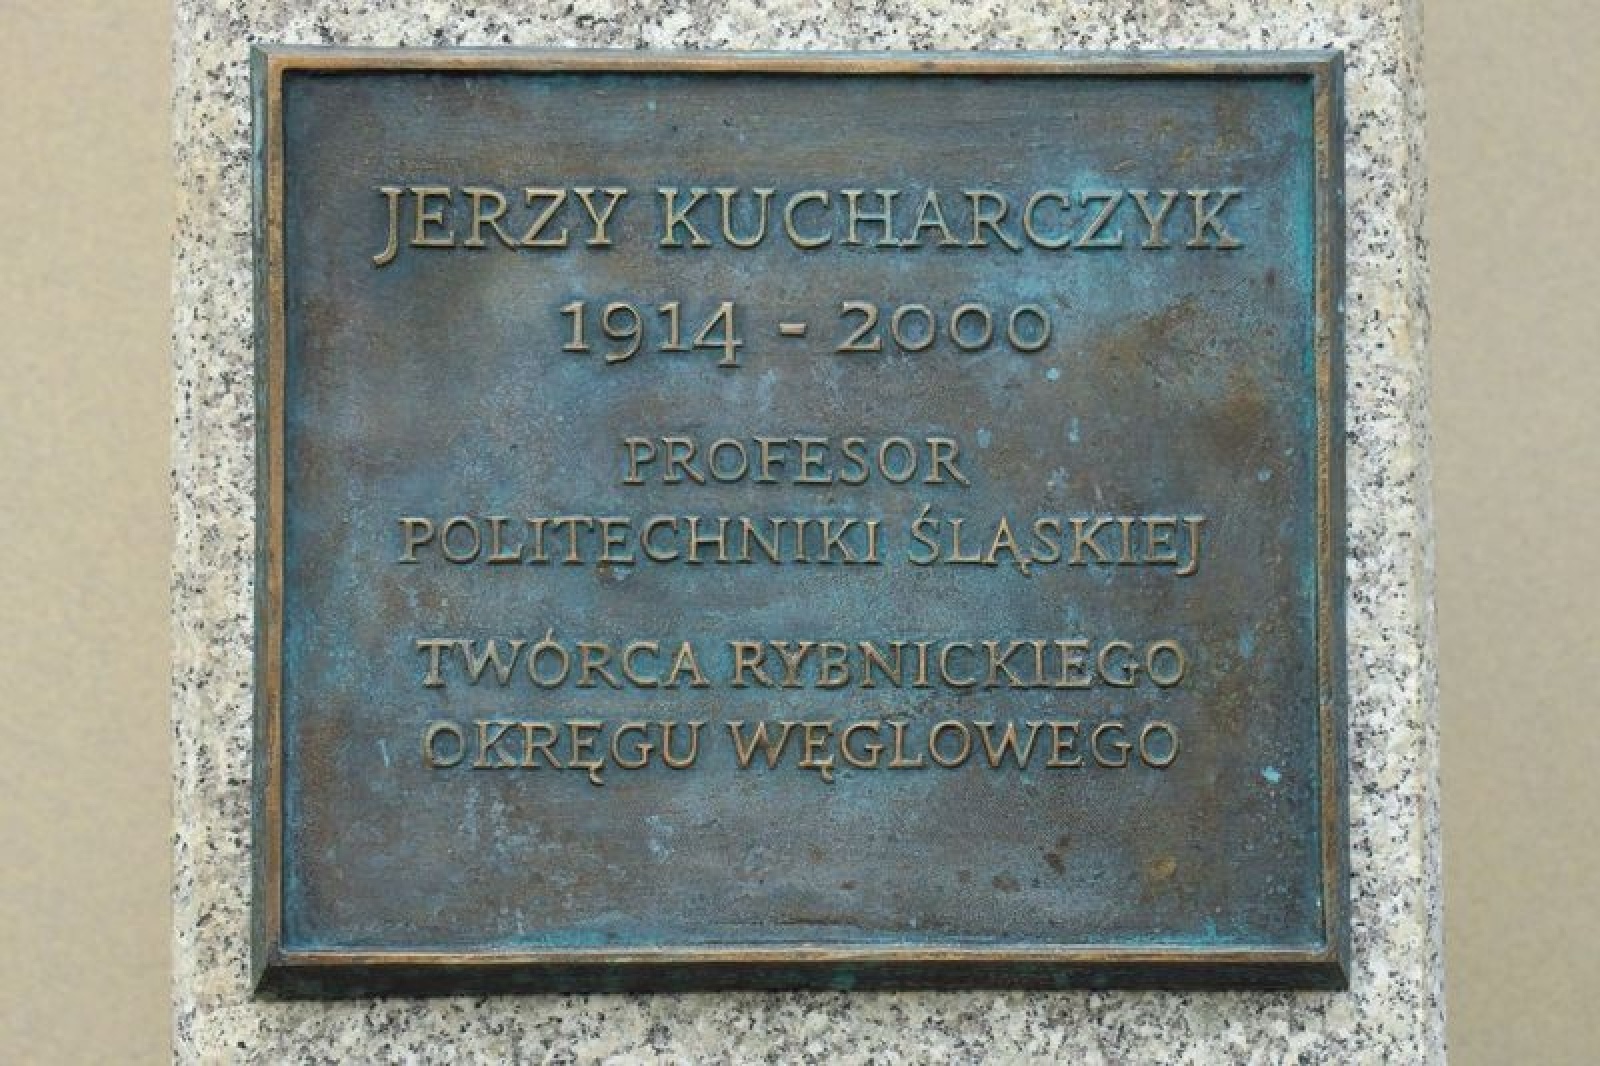 JERZY KUCHARCZYK
1914 - 2000
PROFESOR
POLITECHNIKI ŚLĄSKIEJ
TWÓRCA RYBNICKIEGO
OKRĘGU WĘGLOWEGO